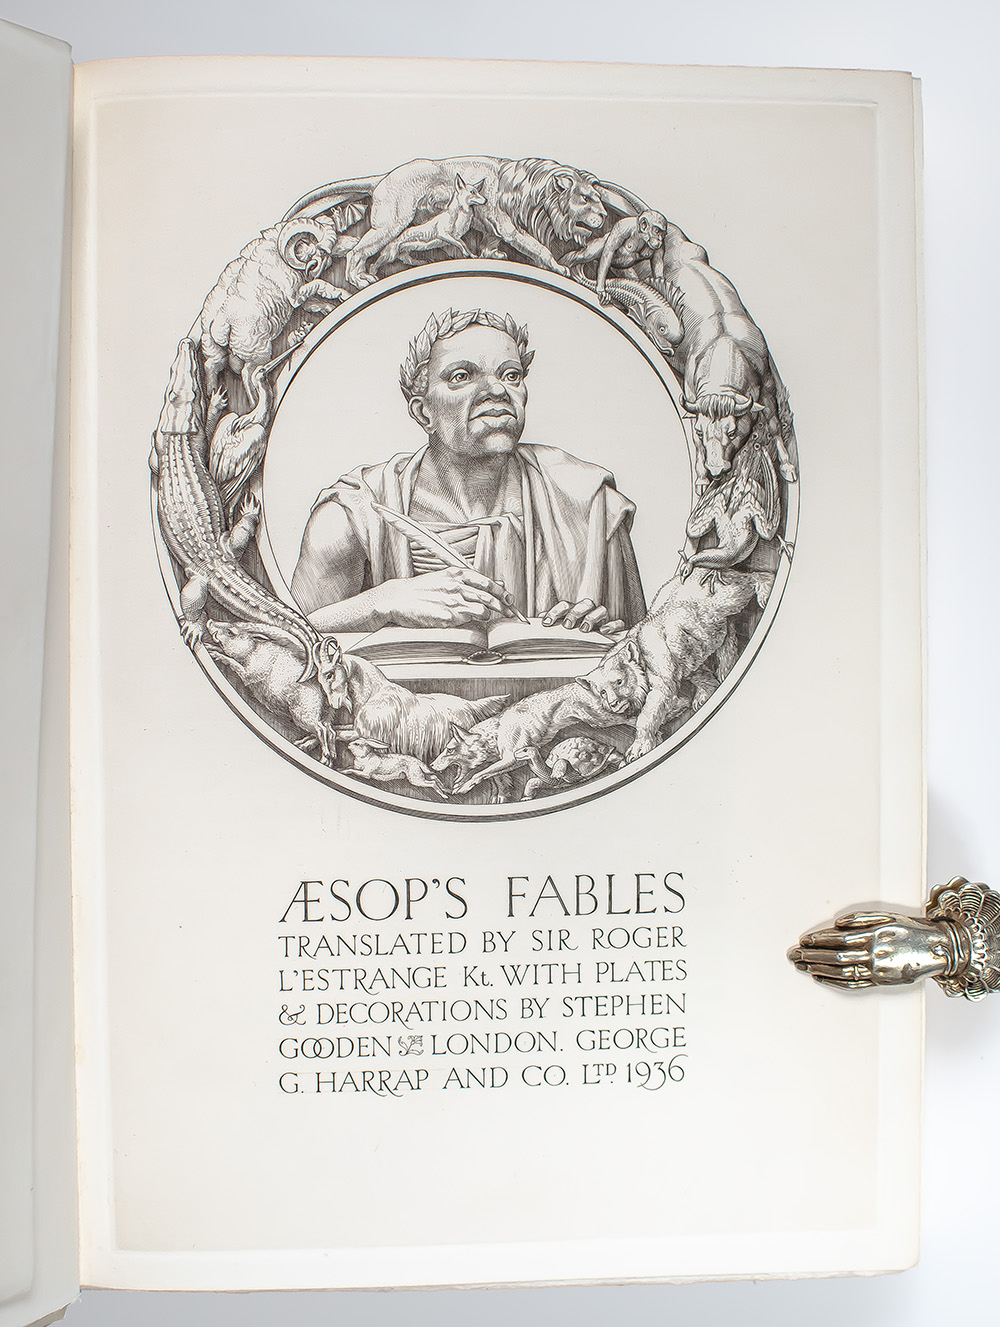 ÆSOP'S FABLES
TRANSLATED BY SIR ROGER
L'ESTRANGE Kt. WITH PLATES
& DECORATIONS BY STEPHEN
GOODEN LONDON. GEORGE
G. HARRAP AND CO. LTD. 1936